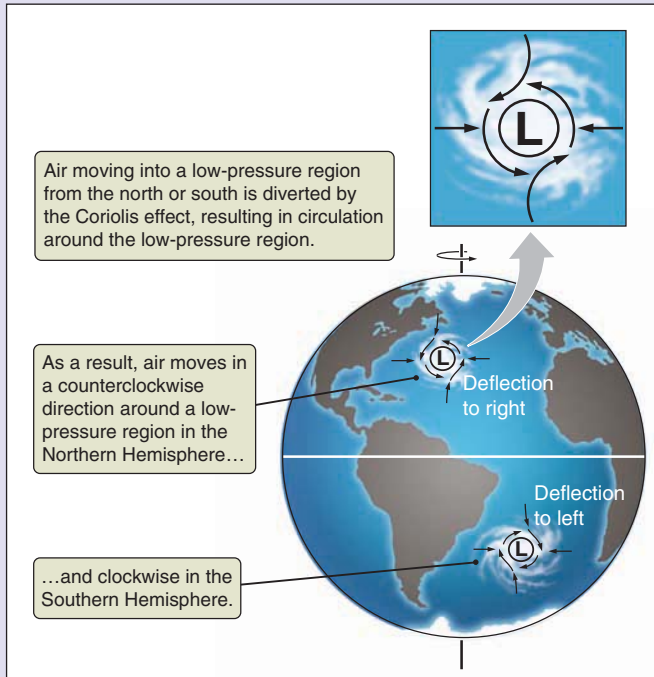 L
Air moving into a low-pressure region
from the north or south is diverted by
the Coriolis effect, resulting in circulation
around the low-pressure region.
As a result, air moves in
a counterclockwise
direction around a low-
pressure region in the
Northern Hemisphere…
L
Deflection
to right
Deflection
to left
L
…and clockwise in the
Southern Hemisphere.